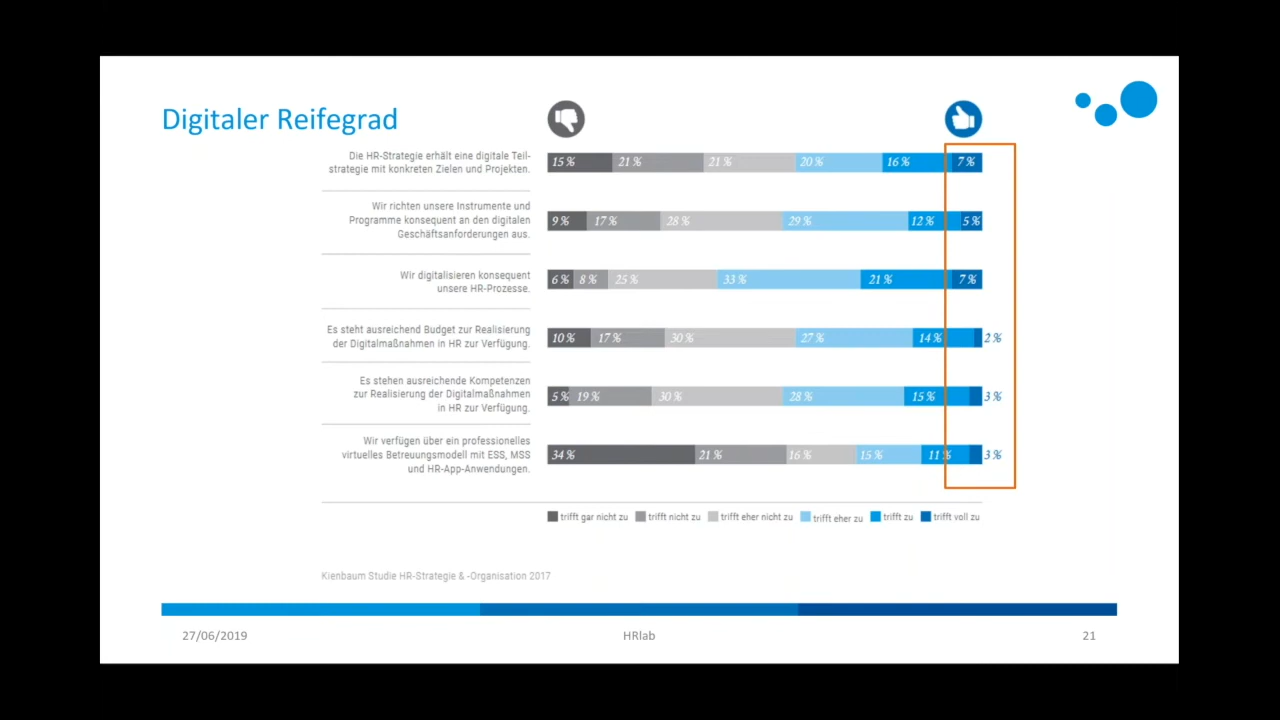 Digitaler Reifegrad
Die HR-Strategie erhält eine digitale Teil-
strategie mit konkreten Zielen und Projekten.
15 % 21 % 21 % 20 % 16 % 7 %
Wir richten unsere Instrumente und
Programme konsequent an den digitalen
Geschäftsanforderungen aus.
9 % 17 % 28 % 29 % 12 % 5 %
Wir digitalisieren konsequent
unsere HR-Prozesse.
6 % 8 % 25 % 33 % 21 % 7 %
Es steht ausreichend Budget zur Realisierung
der Digitalmaßnahmen in HR zur Verfügung.
10 % 17 % 30 % 27 % 14 % 2 %
Es stehen ausreichende Kompetenzen
zur Realisierung der Digitalmaßnahmen
in HR zur Verfügung.
5 % 19 % 30 % 28 % 15 % 3 %
Wir verfügen über ein professionelles
virtuelles Betreuungsmodell mit ESS, MSS
und HR-App-Anwendungen.
34 % 21 % 16 % 15 % 11 % 3 %
trifft gar nicht zu trifft nicht zu trifft eher nicht zu trifft eher zu trifft zu trifft voll zu
Kienbaum Studie HR-Strategie & -Organisation 2017
27/06/2019 HRlab 21